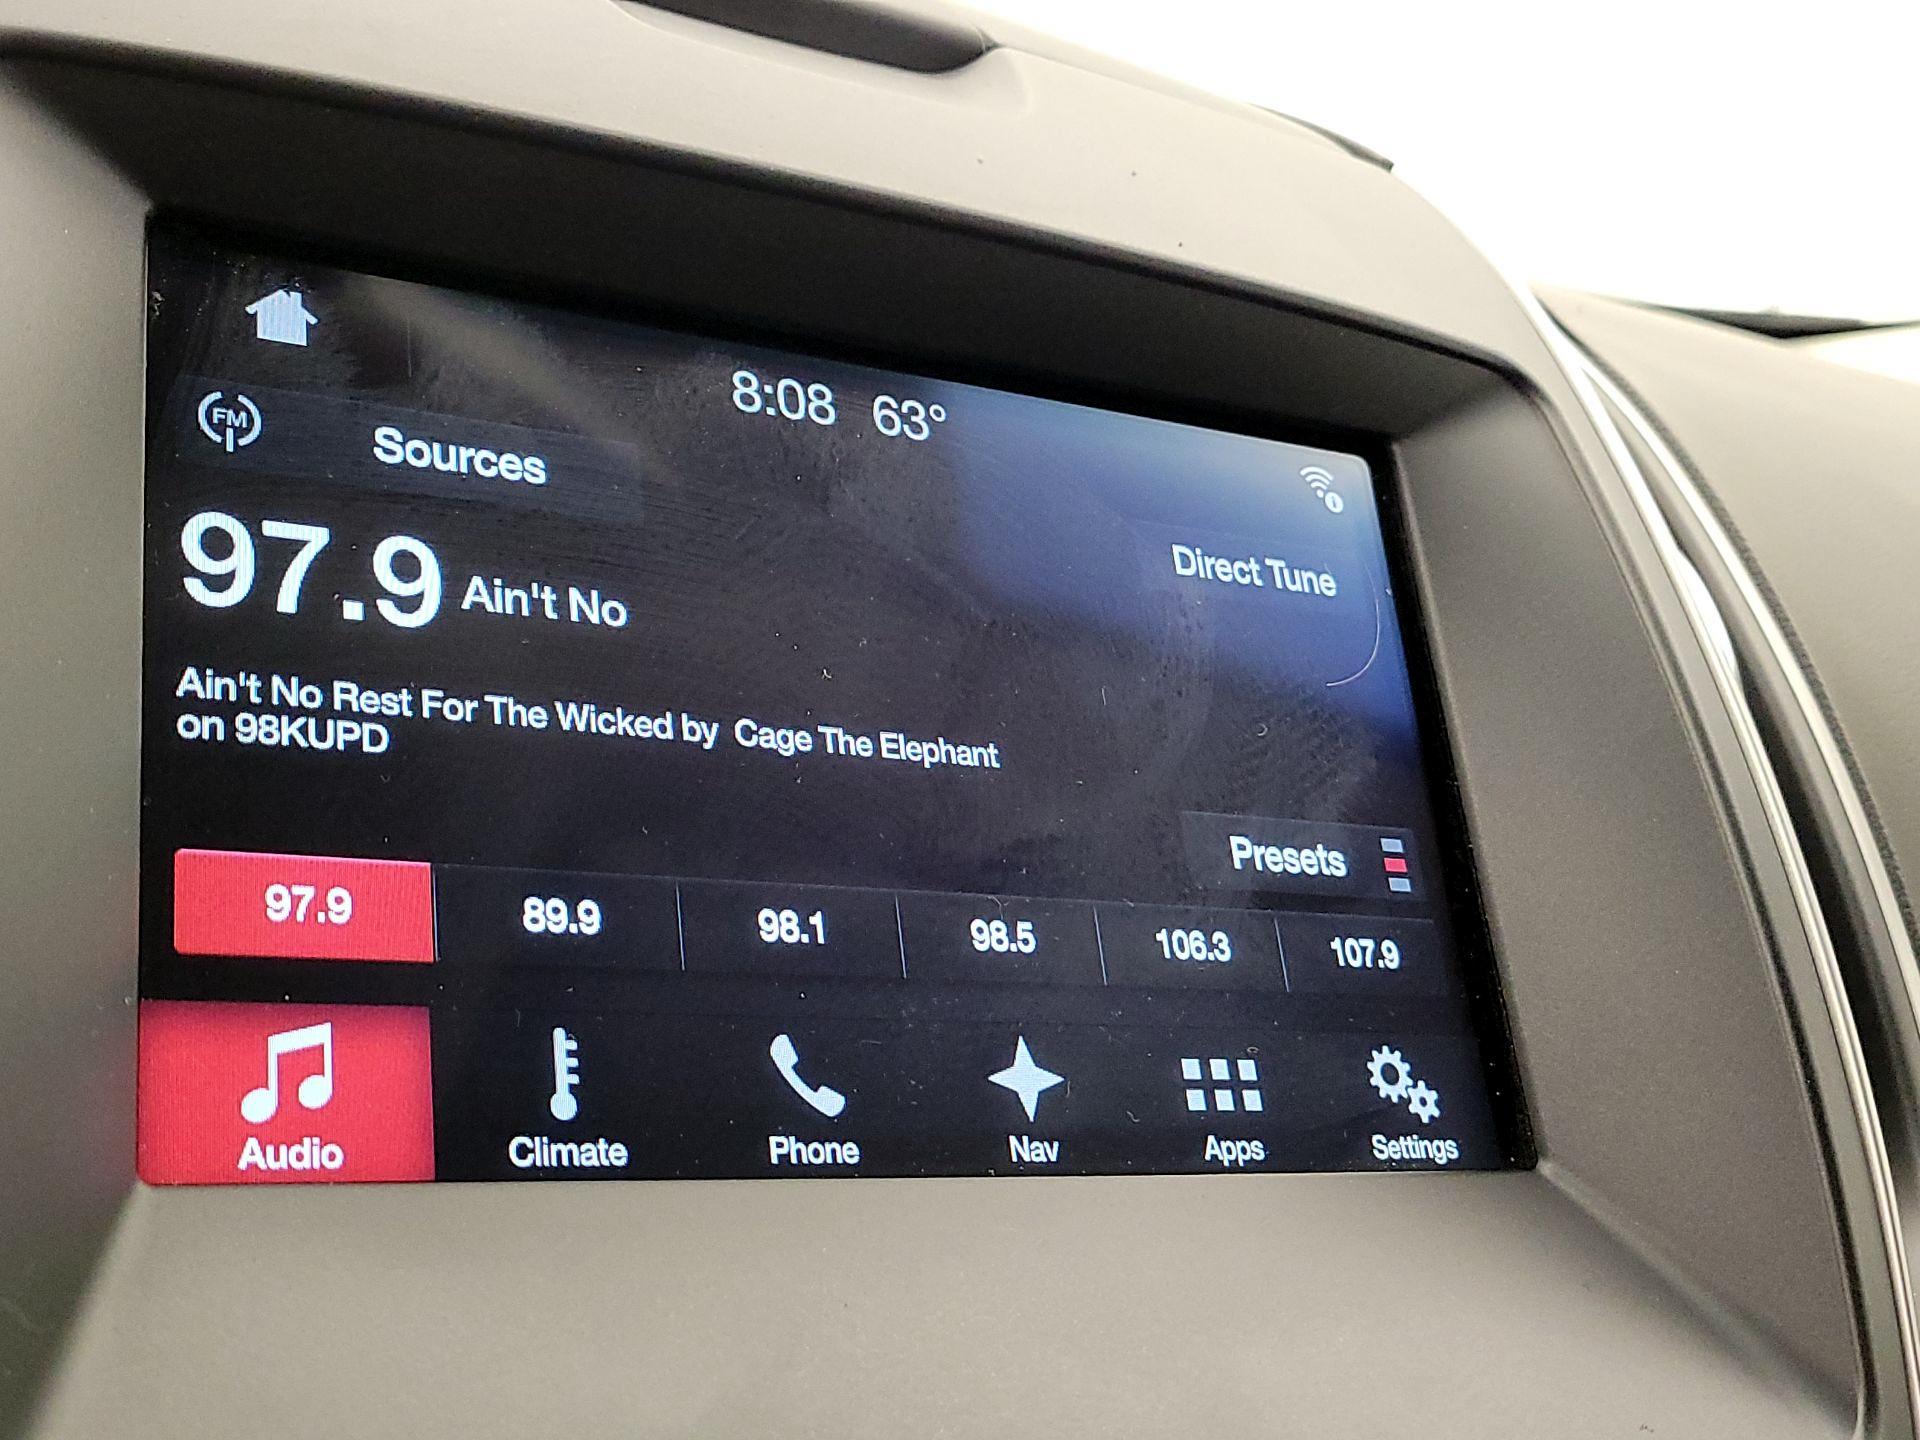 8:08 63°
FM Sources
97.9 Ain't No
Direct Tune
Ain't No Rest For The Wicked by Cage The Elephant
on 98KUPD
Presets
97.9 89.9 98.1 98.5 106.3 107.9
Audio Climate Phone Nav Apps Settings